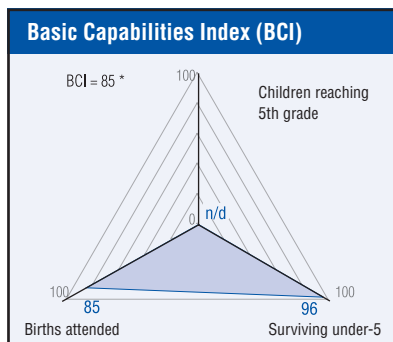 Basic Capabilities Index (BCI)
BCI = 85 *
100
Children reaching
5th grade
0
n/d
100
100
85
96
Births attended
Surviving under-5